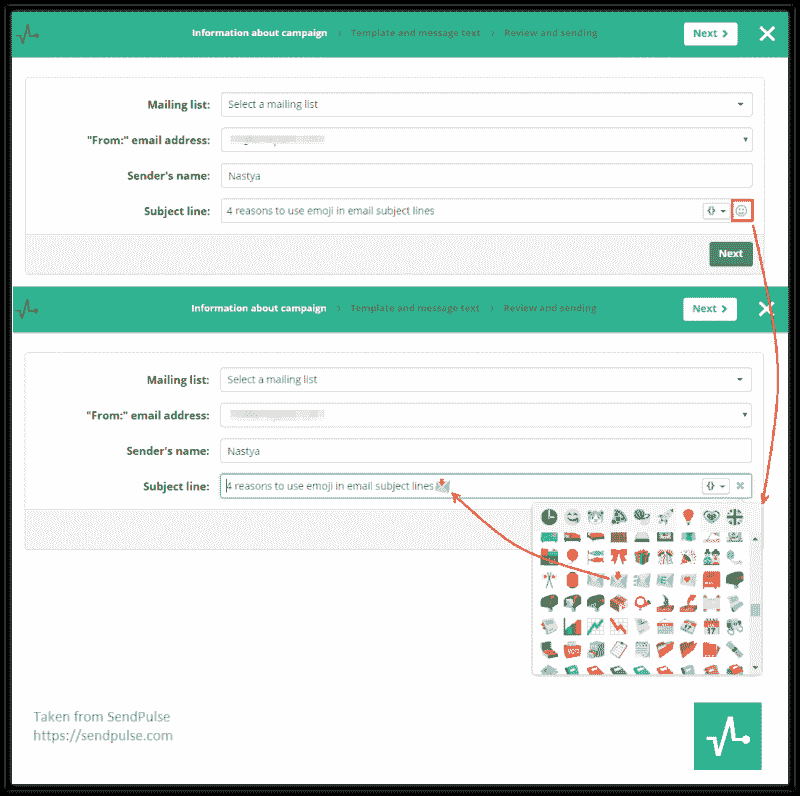 Information about campaign › Template and message text › Review and sending Next ›
Mailing list: Select a mailing list
"From:" email address:
Sender's name: Nastya
Subject line: 4 reasons to use emoji in email subject lines {}
Next
Information about campaign › Template and message text › Review and sending Next ›
Mailing list: Select a mailing list
"From:" email address:
Sender's name: Nastya
Subject line: 4 reasons to use emoji in email subject lines {}
Taken from SendPulse
https://sendpulse.com